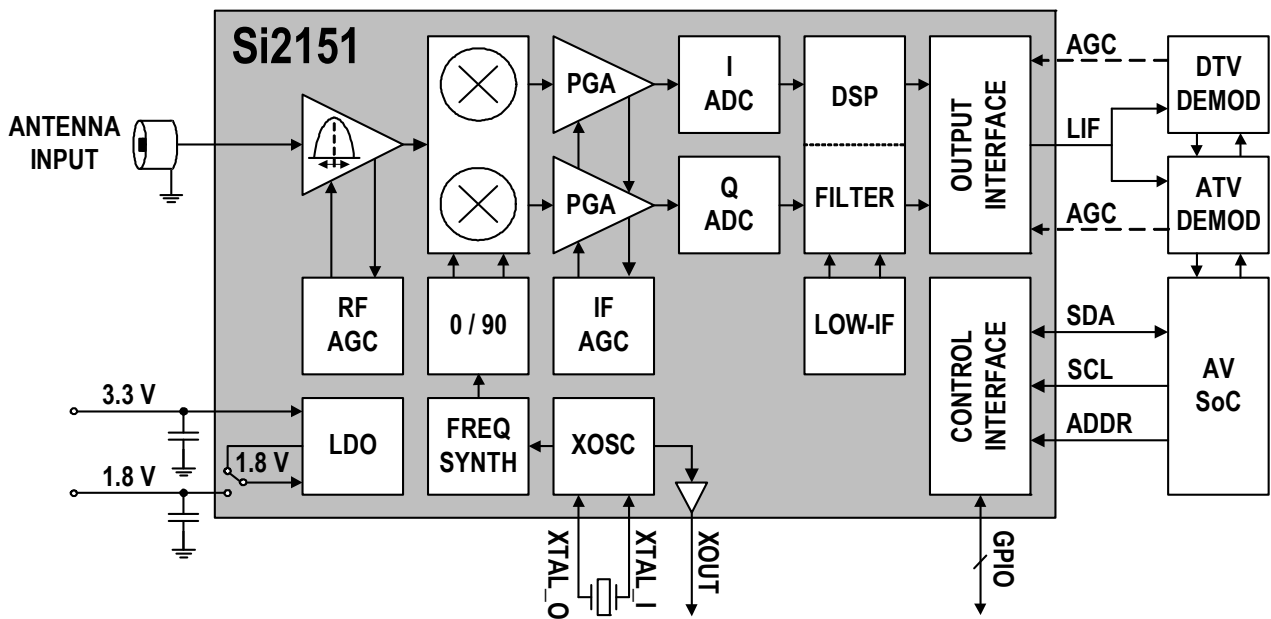 Si2151
ANTENNA
INPUT
PGA
PGA
I
ADC
Q
ADC
DSP
FILTER
OUTPUT
INTERFACE
AGC
LIF
AGC
DTV
DEMOD
ATV
DEMOD
RF
AGC
0 / 90
IF
AGC
LOW-IF
CONTROL
INTERFACE
SDA
SCL
ADDR
AV
SoC
3.3 V
1.8 V
1.8 V
LDO
FREQ
SYNTH
XOSC
XTAL_O
XTAL_I
XOUT
GPIO